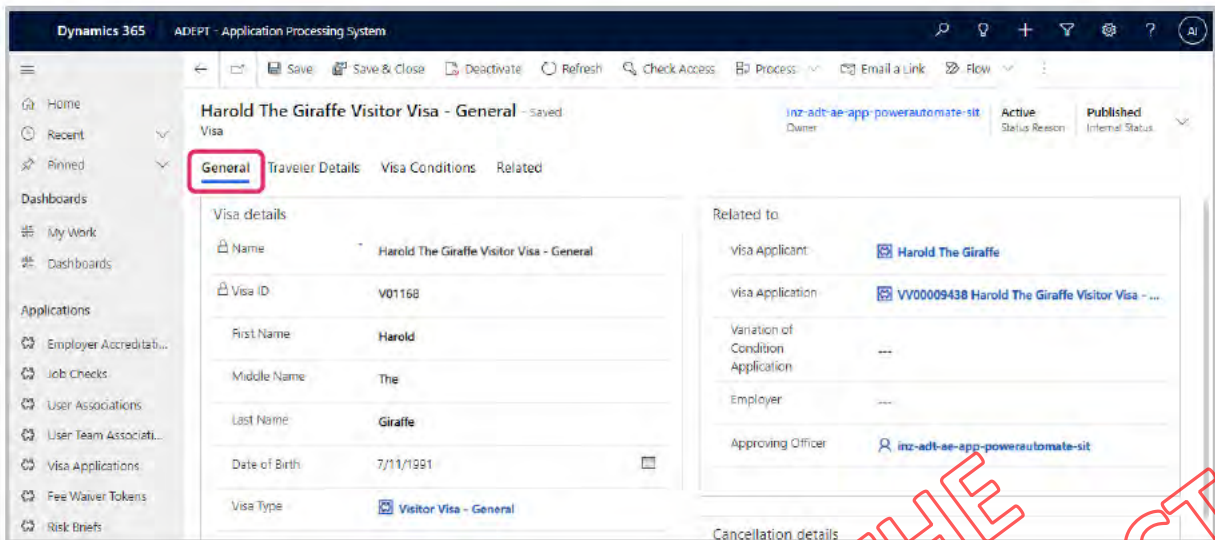 Dynamics 365 ADEPT - Application Processing System ? AI
Save Save & Close Deactivate Refresh Check Access Process Email a Link Flow
Home
Recent
Pinned
Dashboards
My Work
Dashboards
Applications
Employer Accreditati...
Job Checks
User Associations
User Team Associati...
Visa Applications
Fee Waiver Tokens
Risk Briefs
Harold The Giraffe Visitor Visa - General - Saved
Visa
inz-adt-ae-app-powerautomate-sit
Owner
Active
Status Reason
Published
Internal Status
General Traveler Details Visa Conditions Related
Visa details
Name * Harold The Giraffe Visitor Visa - General
Visa ID V01168
First Name Harold
Middle Name The
Last Name Giraffe
Date of Birth 7/11/1991
Visa Type Visitor Visa - General
Related to
Visa Applicant Harold The Giraffe
Visa Application VV00009438 Harold The Giraffe Visitor Visa - ...
Variation of
Condition ---
Application
Employer ---
Approving Officer inz-adt-ae-app-powerautomate-sit
Cancellation details
THE